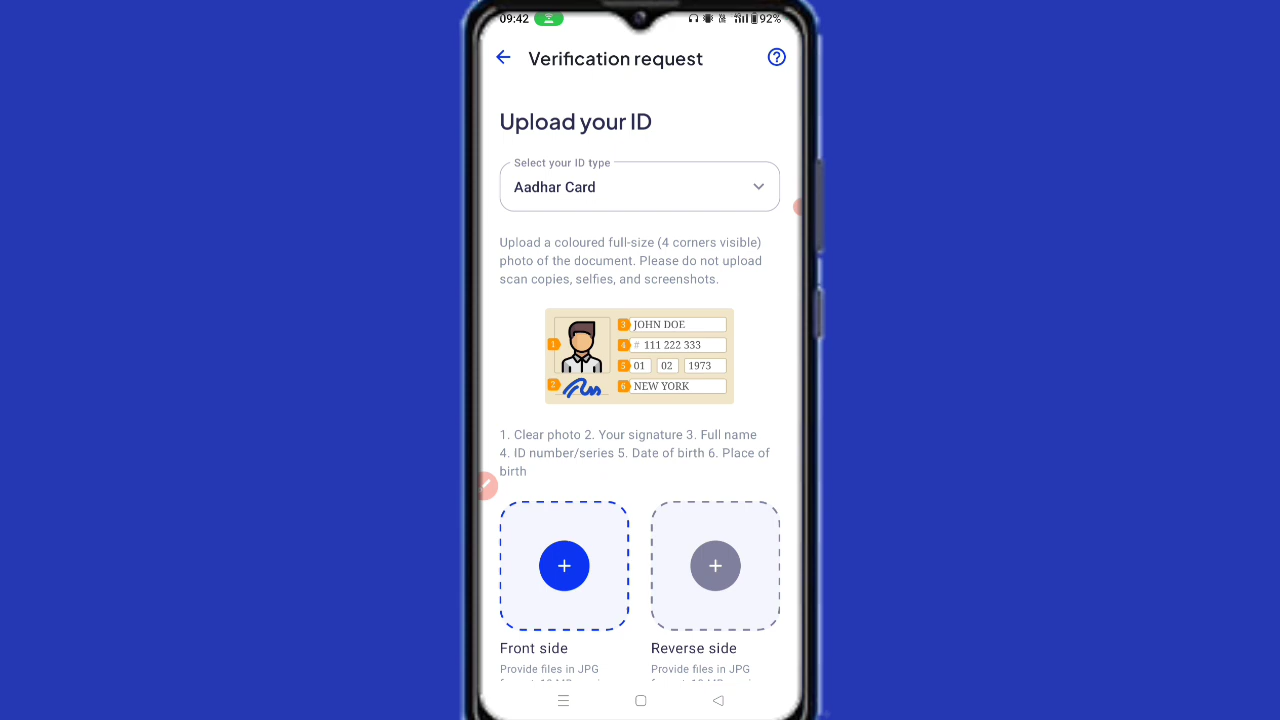 09:42
92%
Verification request
Upload your ID
Select your ID type
Aadhar Card
Upload a coloured full-size (4 corners visible)
photo of the document. Please do not upload
scan copies, selfies, and screenshots.
3 JOHN DOE
1
4 # 111 222 333
5 01 02 1973
2
6 NEW YORK
1. Clear photo 2. Your signature 3. Full name
4. ID number/series 5. Date of birth 6. Place of
birth
Front side
Reverse side
Provide files in JPG
Provide files in JPG